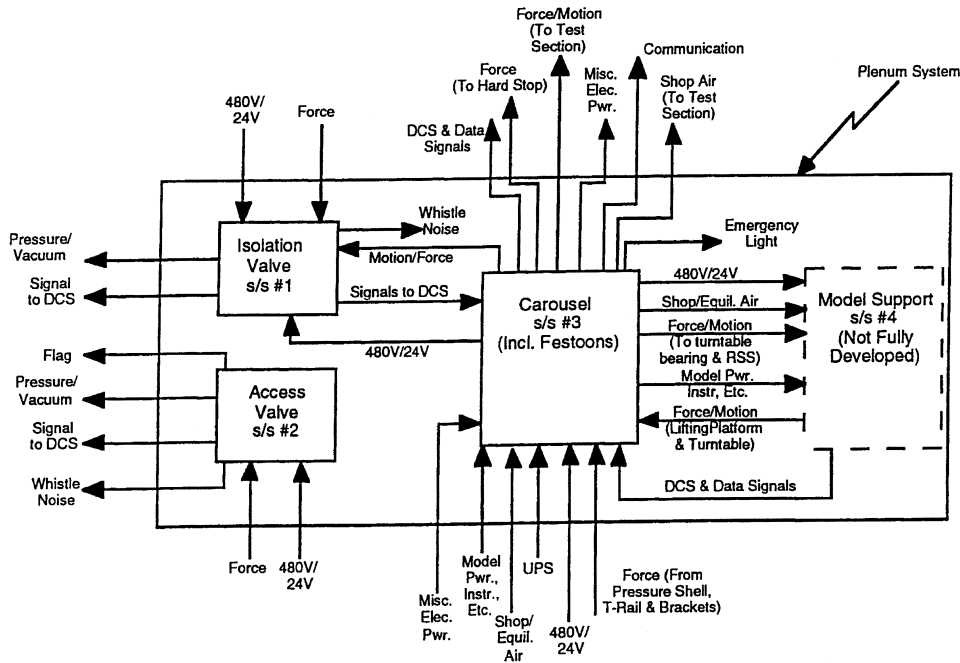 Force/Motion
(To Test
Section)
Communication
Plenum System
Force
(To Hard Stop)
Misc.
Elec.
Pwr.
Shop Air
(To Test
Section)
480V/
24V
Force
DCS & Data
Signals
Whistle
Noise
Emergency
Light
Pressure/
Vacuum
Signal
to DCS
Isolation
Valve
s/s #1
Motion/Force
Signals to DCS
480V/24V
Carousel
s/s #3
(Incl. Festoons)
480V/24V
Shop/Equil. Air
Force/Motion
(To turntable
bearing & RSS)
Model Pwr.
Instr, Etc.
Force/Motion
(LiftingPlatform
& Turntable)
Model Support
s/s #4
(Not Fully
Developed)
Flag
Pressure/
Vacuum
Signal
to DCS
Whistle
Noise
Access
Valve
s/s #2
DCS & Data Signals
Force
480V/
24V
Misc.
Elec.
Pwr.
Model
Pwr.,
Instr.,
Etc.
Shop/
Equil.
Air
UPS
480V/
24V
Force (From
Pressure Shell,
T-Rail & Brackets)